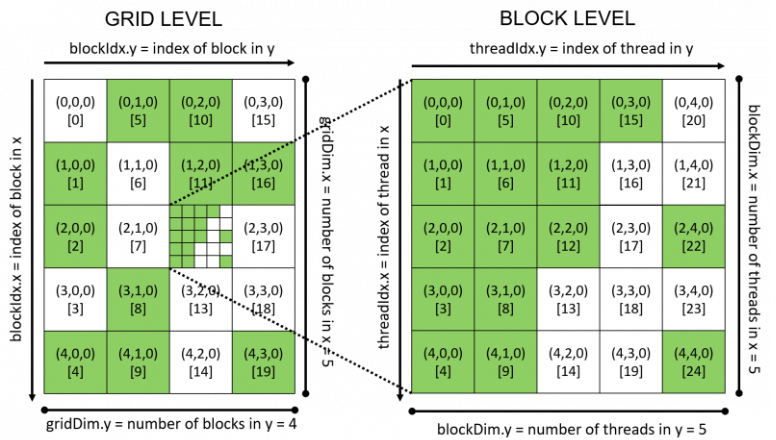 GRID LEVEL
blockIdx.y = index of block in y
blockIdx.x = index of block in x
(0,0,0) (0,1,0) (0,2,0) (0,3,0)
[0] [5] [10] [15]
(1,0,0) (1,1,0) (1,2,0) (1,3,0)
[1] [6] [11] [16]
(2,0,0) (2,1,0) (2,3,0)
[2] [7] [17]
(3,0,0) (3,1,0) (3,2,0) (3,3,0)
[3] [8] [13] [18]
(4,0,0) (4,1,0) (4,2,0) (4,3,0)
[4] [9] [14] [19]
gridDim.x = number of blocks in x = 5
gridDim.y = number of blocks in y = 4
BLOCK LEVEL
threadIdx.y = index of thread in y
threadIdx.x = index of thread in x
(0,0,0) (0,1,0) (0,2,0) (0,3,0) (0,4,0)
[0] [5] [10] [15] [20]
(1,0,0) (1,1,0) (1,2,0) (1,3,0) (1,4,0)
[1] [6] [11] [16] [21]
(2,0,0) (2,1,0) (2,2,0) (2,3,0) (2,4,0)
[2] [7] [12] [17] [22]
(3,0,0) (3,1,0) (3,2,0) (3,3,0) (3,4,0)
[3] [8] [13] [18] [23]
(4,0,0) (4,1,0) (4,2,0) (4,3,0) (4,4,0)
[4] [9] [14] [19] [24]
blockDim.x = number of threads in x = 5
blockDim.y = number of threads in y = 5